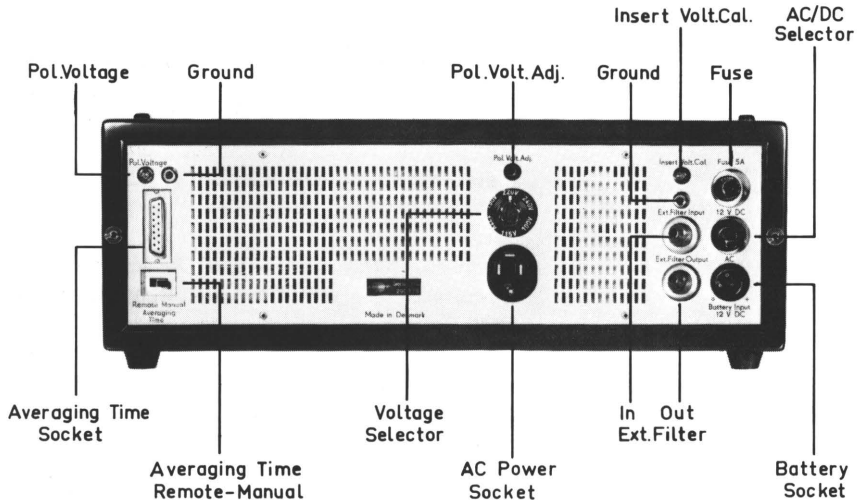 Insert Volt.Cal.
AC/DC
Selector
Pol.Voltage
Ground
Pol.Volt.Adj.
Ground
Fuse
Pol.Voltage
Pol Volt.Adj.
Insert Volt.Cal.
Fuse 5A
240V
115V
Ext.Filter Input
12 V DC
Ext.Filter Output
AC
Remote Manual
Averaging
Time
Made in Denmark
Battery Input
12 V DC
Averaging Time
Socket
Voltage
Selector
In Out
Ext.Filter
Averaging Time
Remote-Manual
AC Power
Socket
Battery
Socket